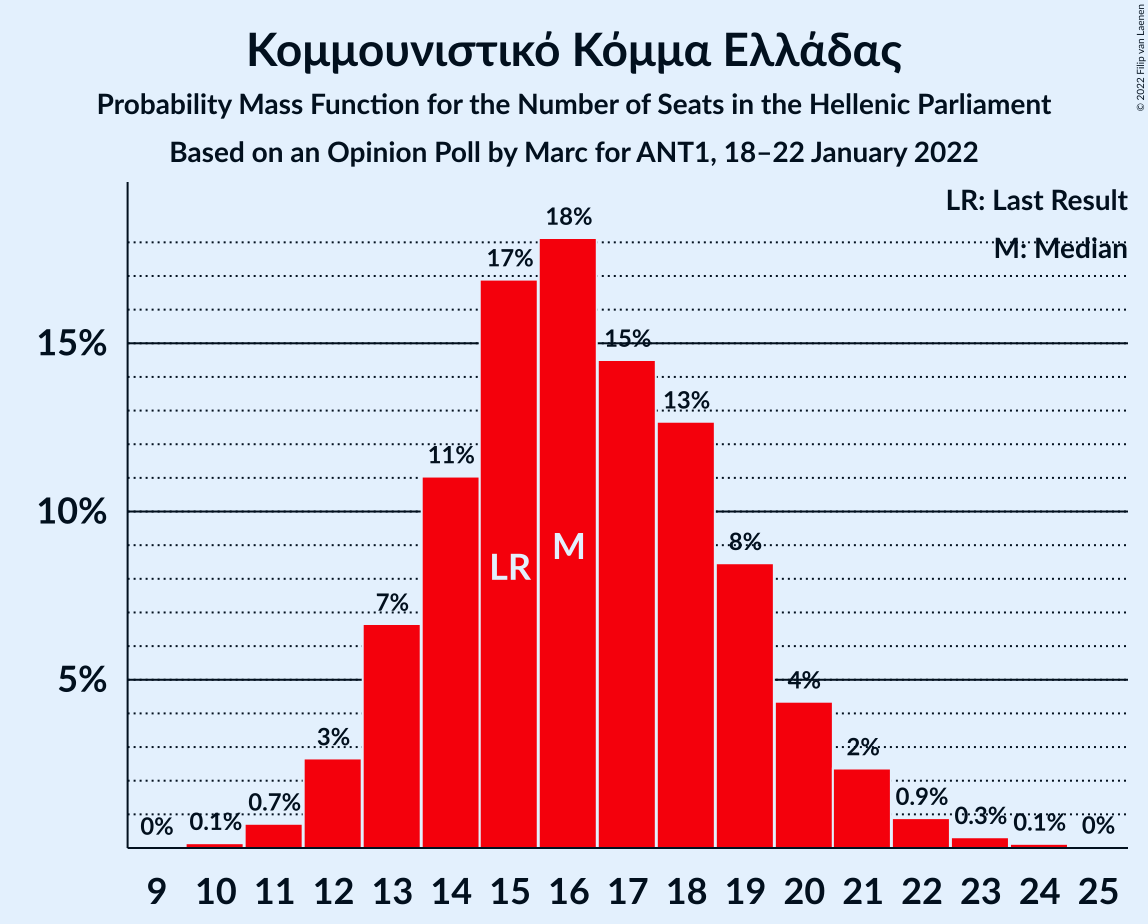 Κομμουνιστικό Κόμμα Ελλάδας
Probability Mass Function for the Number of Seats in the Hellenic Parliament
Based on an Opinion Poll by Marc for ANT1, 18–22 January 2022
© 2022 Filip van Laenen
LR: Last Result
M: Median
15%
10%
5%
0%
0.1%
0.7%
3%
7%
11%
17%
18%
15%
13%
8%
4%
2%
0.9%
0.3%
0.1%
0%
LR
M
9 10 11 12 13 14 15 16 17 18 19 20 21 22 23 24 25